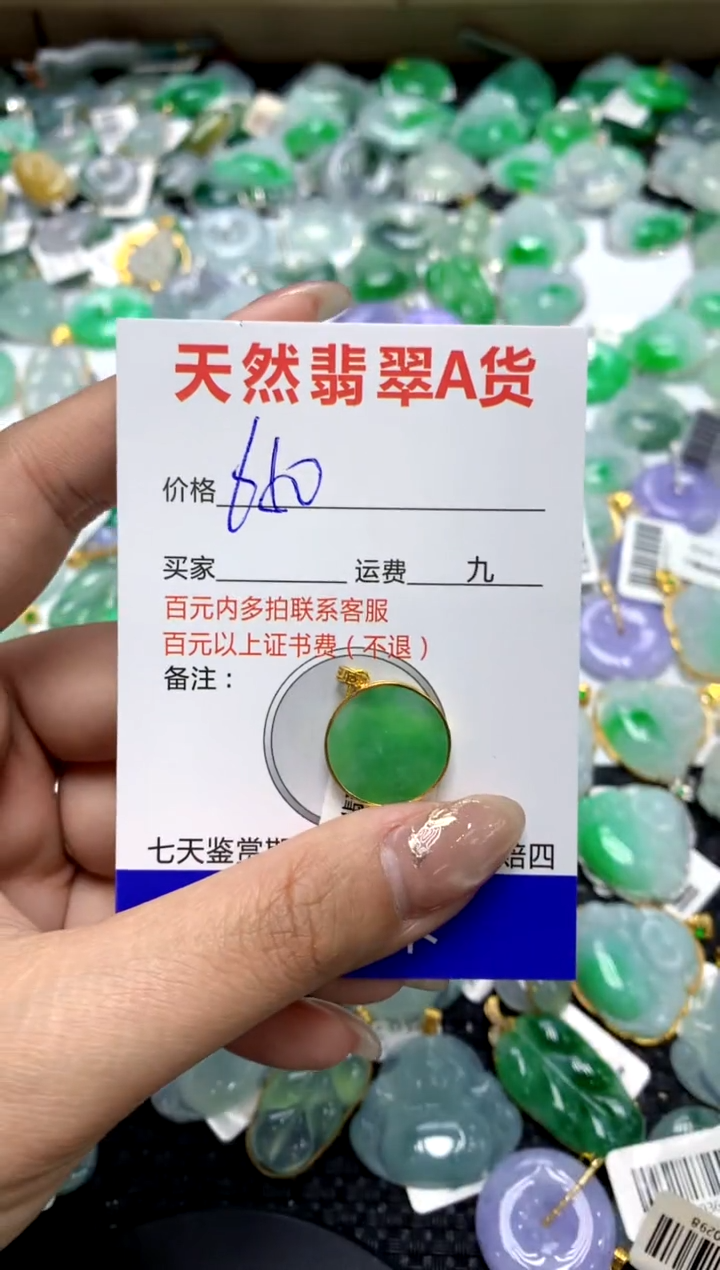 天然翡翠A货
价格
买家 运费 九
百元内多拍联系客服
百元以上证书费（不退）
备注：
七天鉴赏期 赔四